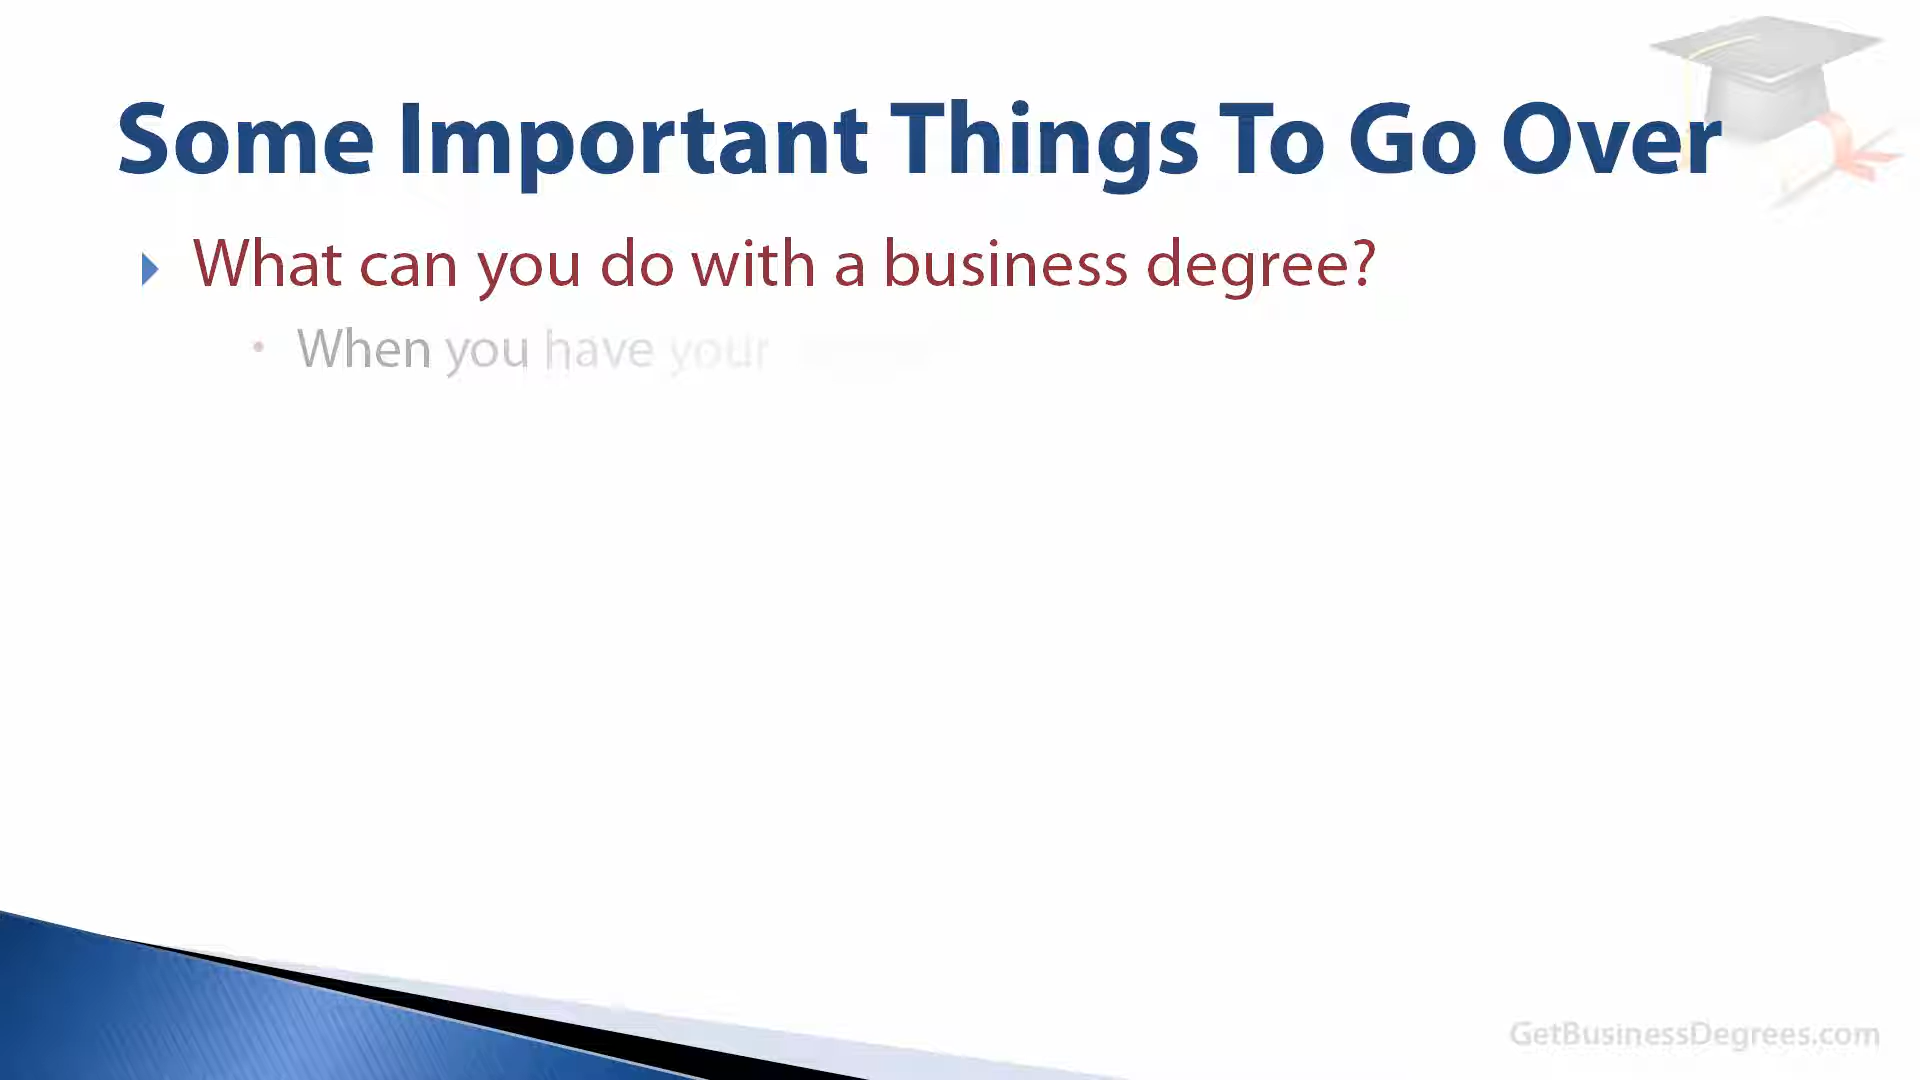 Some Important Things To Go Over
What can you do with a business degree?
When you have your
GetBusinessDegrees.com